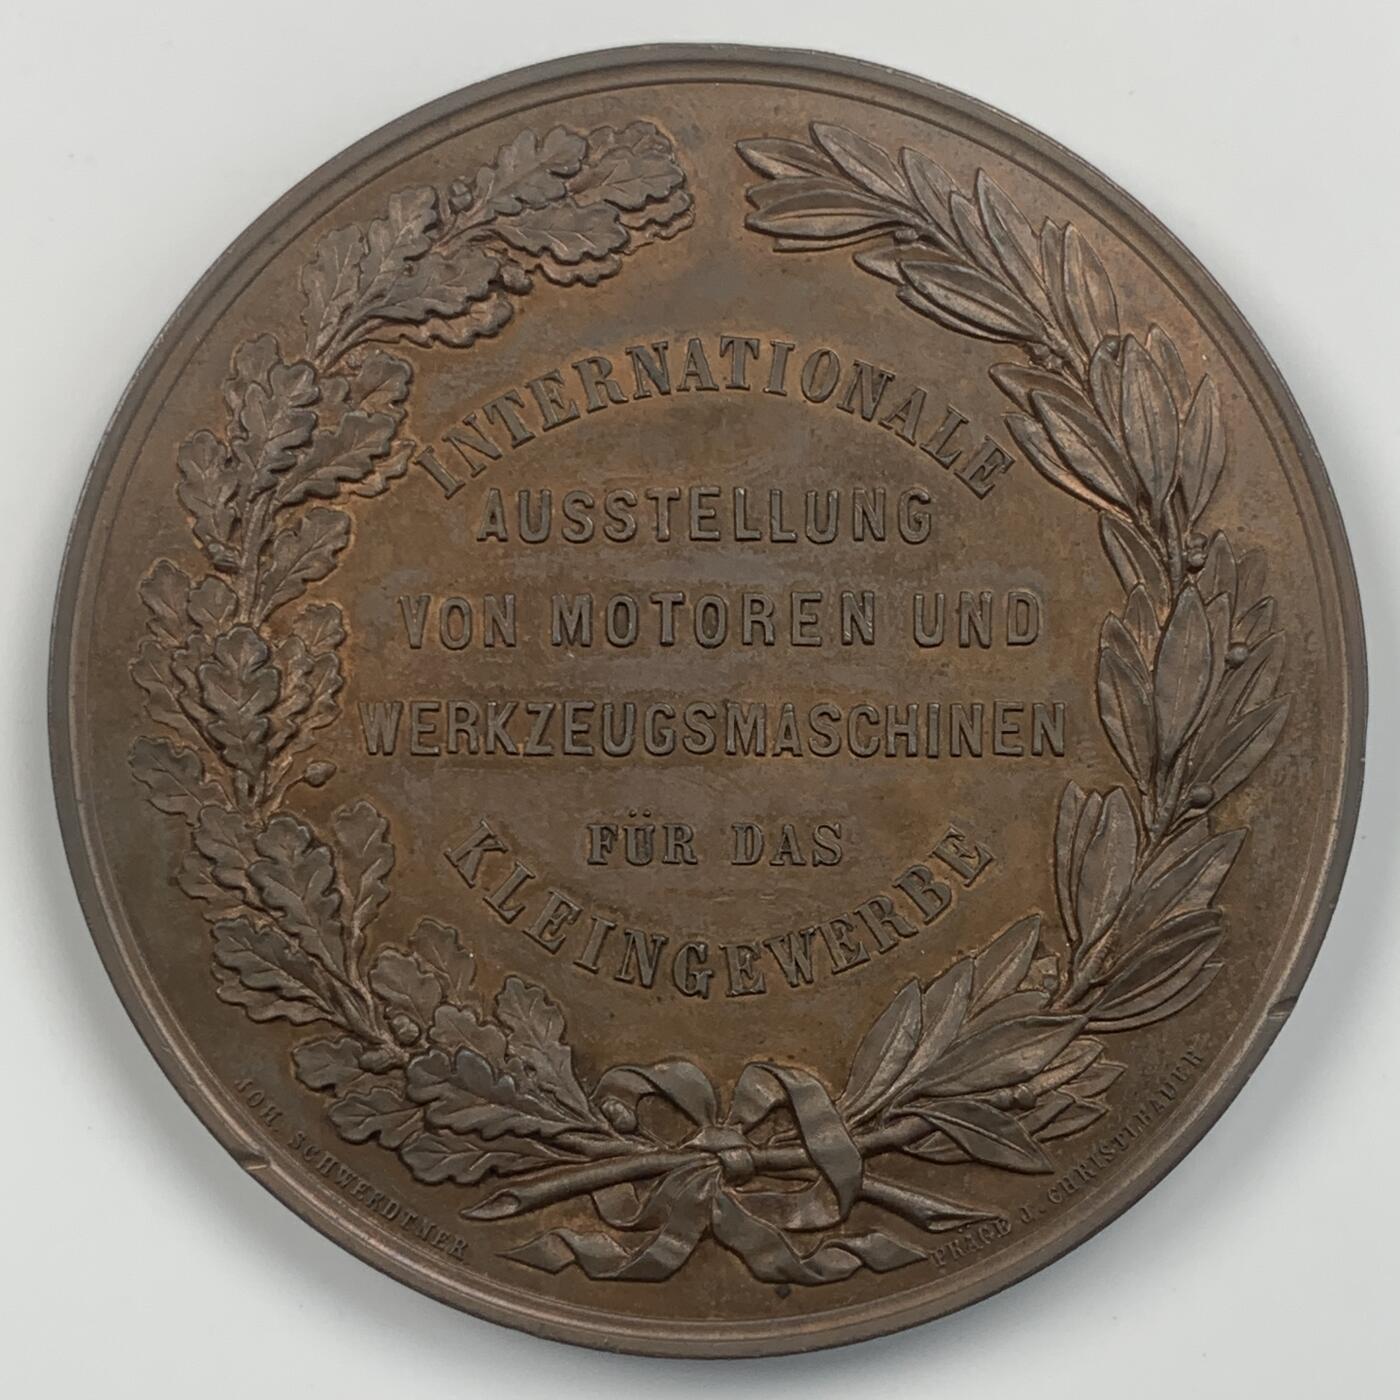 INTERNATIONALE
AUSSTELLUNG
VON MOTOREN UND
WERKZEUGSMASCHINEN
FÜR DAS
KLEINGEWERBE
JOH. SCHWERDTNER
PRÄGE J. CHRISTLBAUER